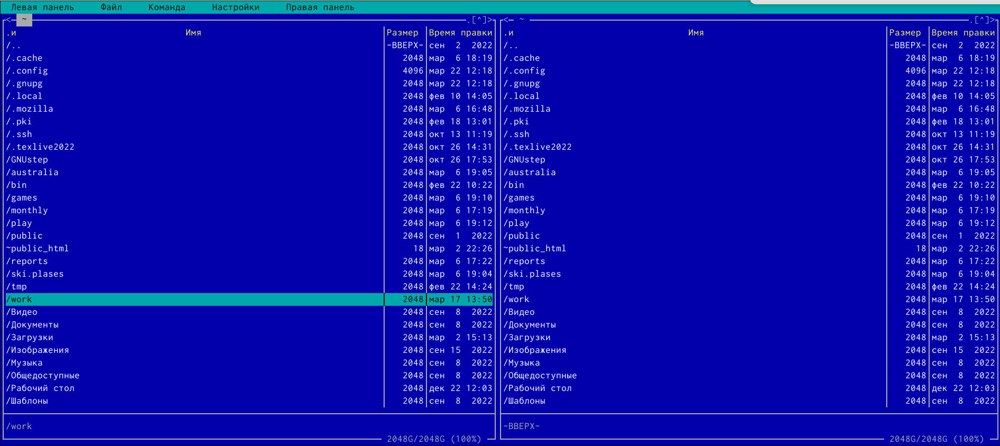 Левая панель Файл Команда Настройки Правая панель
<- ~ .[^]> <- ~ .[^]>
.и Имя Размер Время правки .и Имя Размер Время правки
/.. -ВВЕРХ- сен 2 2022 /.. -ВВЕРХ- сен 2 2022
/.cache 2048 мар 6 18:19 /.cache 2048 мар 6 18:19
/.config 4096 мар 22 12:18 /.config 4096 мар 22 12:18
/.gnupg 2048 мар 22 12:18 /.gnupg 2048 мар 22 12:18
/.local 2048 фев 10 14:05 /.local 2048 фев 10 14:05
/.mozilla 2048 мар 6 16:48 /.mozilla 2048 мар 6 16:48
/.pki 2048 фев 18 13:01 /.pki 2048 фев 18 13:01
/.ssh 2048 окт 13 11:19 /.ssh 2048 окт 13 11:19
/.texlive2022 2048 окт 26 14:31 /.texlive2022 2048 окт 26 14:31
/GNUstep 2048 окт 26 17:53 /GNUstep 2048 окт 26 17:53
/australia 2048 мар 6 19:05 /australia 2048 мар 6 19:05
/bin 2048 фев 22 10:22 /bin 2048 фев 22 10:22
/games 2048 мар 6 19:10 /games 2048 мар 6 19:10
/monthly 2048 мар 6 17:19 /monthly 2048 мар 6 17:19
/play 2048 мар 6 19:12 /play 2048 мар 6 19:12
/public 2048 сен 1 2022 /public 2048 сен 1 2022
~public_html 18 мар 2 22:26 ~public_html 18 мар 2 22:26
/reports 2048 мар 6 17:22 /reports 2048 мар 6 17:22
/ski.plases 2048 мар 6 19:04 /ski.plases 2048 мар 6 19:04
/tmp 2048 фев 22 14:24 /tmp 2048 фев 22 14:24
/work 2048 мар 17 13:50 /work 2048 мар 17 13:50
/Видео 2048 сен 8 2022 /Видео 2048 сен 8 2022
/Документы 2048 сен 8 2022 /Документы 2048 сен 8 2022
/Загрузки 2048 мар 2 15:13 /Загрузки 2048 мар 2 15:13
/Изображения 2048 сен 15 2022 /Изображения 2048 сен 15 2022
/Музыка 2048 сен 8 2022 /Музыка 2048 сен 8 2022
/Общедоступные 2048 сен 8 2022 /Общедоступные 2048 сен 8 2022
/Рабочий стол 2048 дек 22 12:03 /Рабочий стол 2048 дек 22 12:03
/Шаблоны 2048 сен 8 2022 /Шаблоны 2048 сен 8 2022
/work -ВВЕРХ-
2048G/2048G (100%) 2048G/2048G (100%)